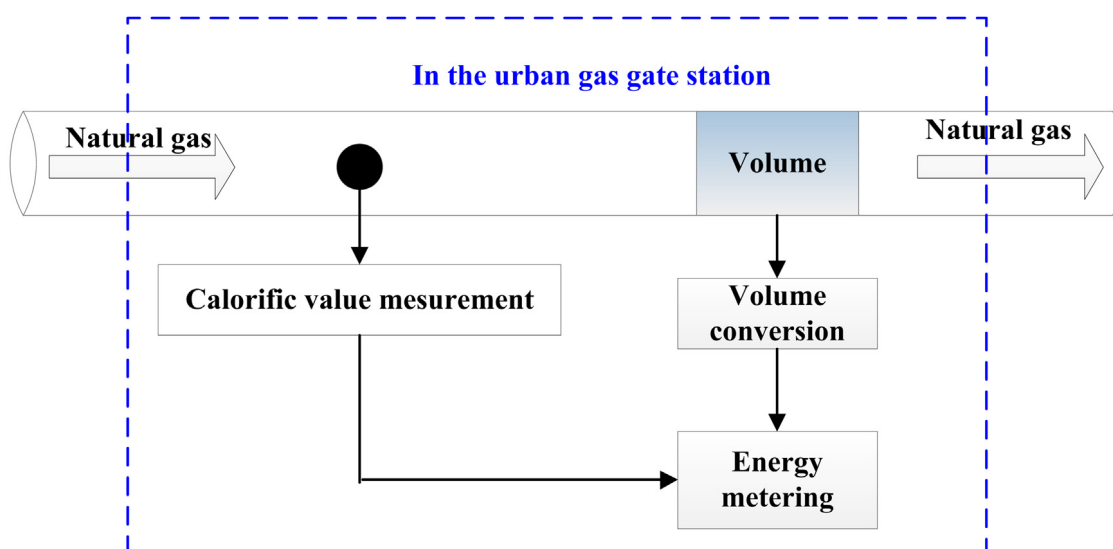 In the urban gas gate station
Natural gas
Natural gas
Volume
Calorific value mesurement
Volume
conversion
Energy
metering